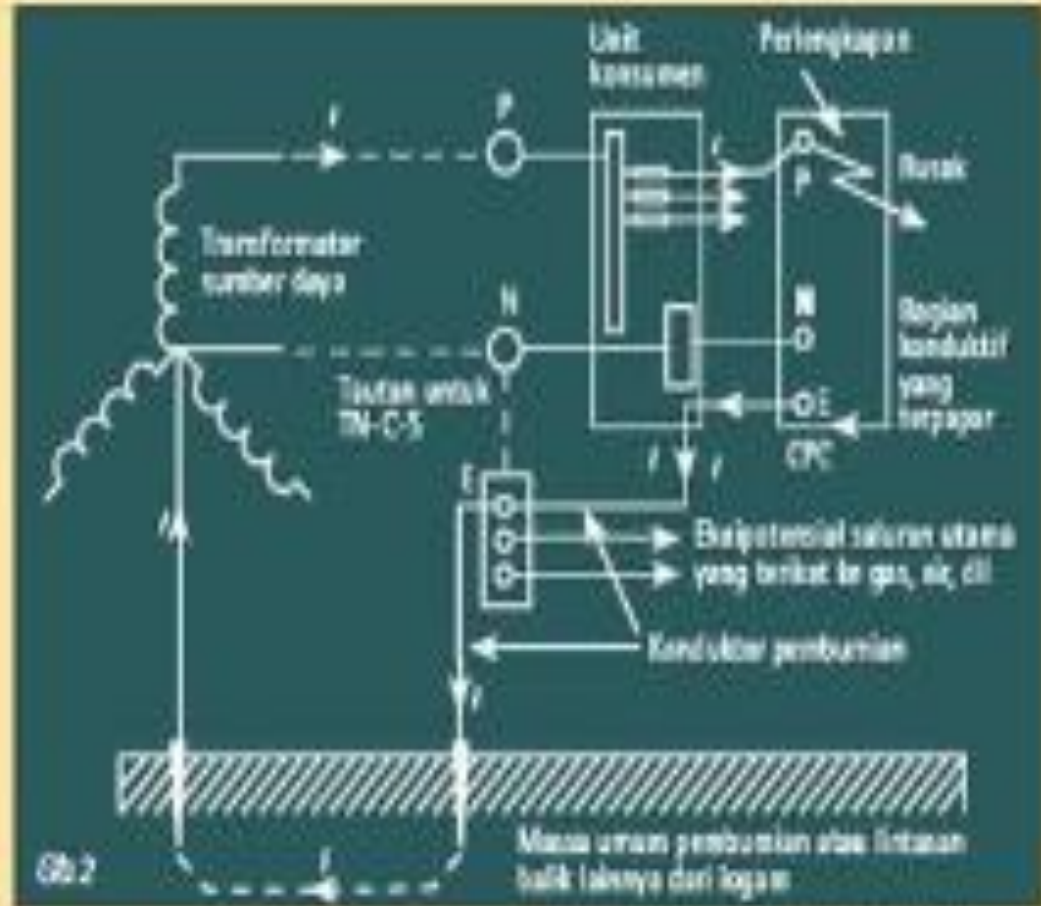 Unit
konsumen
Perlengkapan
I
P
I
P
Rusak
Transformator
sumber daya
N
N
Bagian
konduktif
yang
terpapar
Tautan untuk
TN-C-S
E
CPC
I
I
E
I
Ekuipotensial saluran utama
yang terikat ke gas, air, dll
Konduktor pembumian
I
Gb 2
I
Massa umum pembumian atau lintasan
balik lainnya dari logam